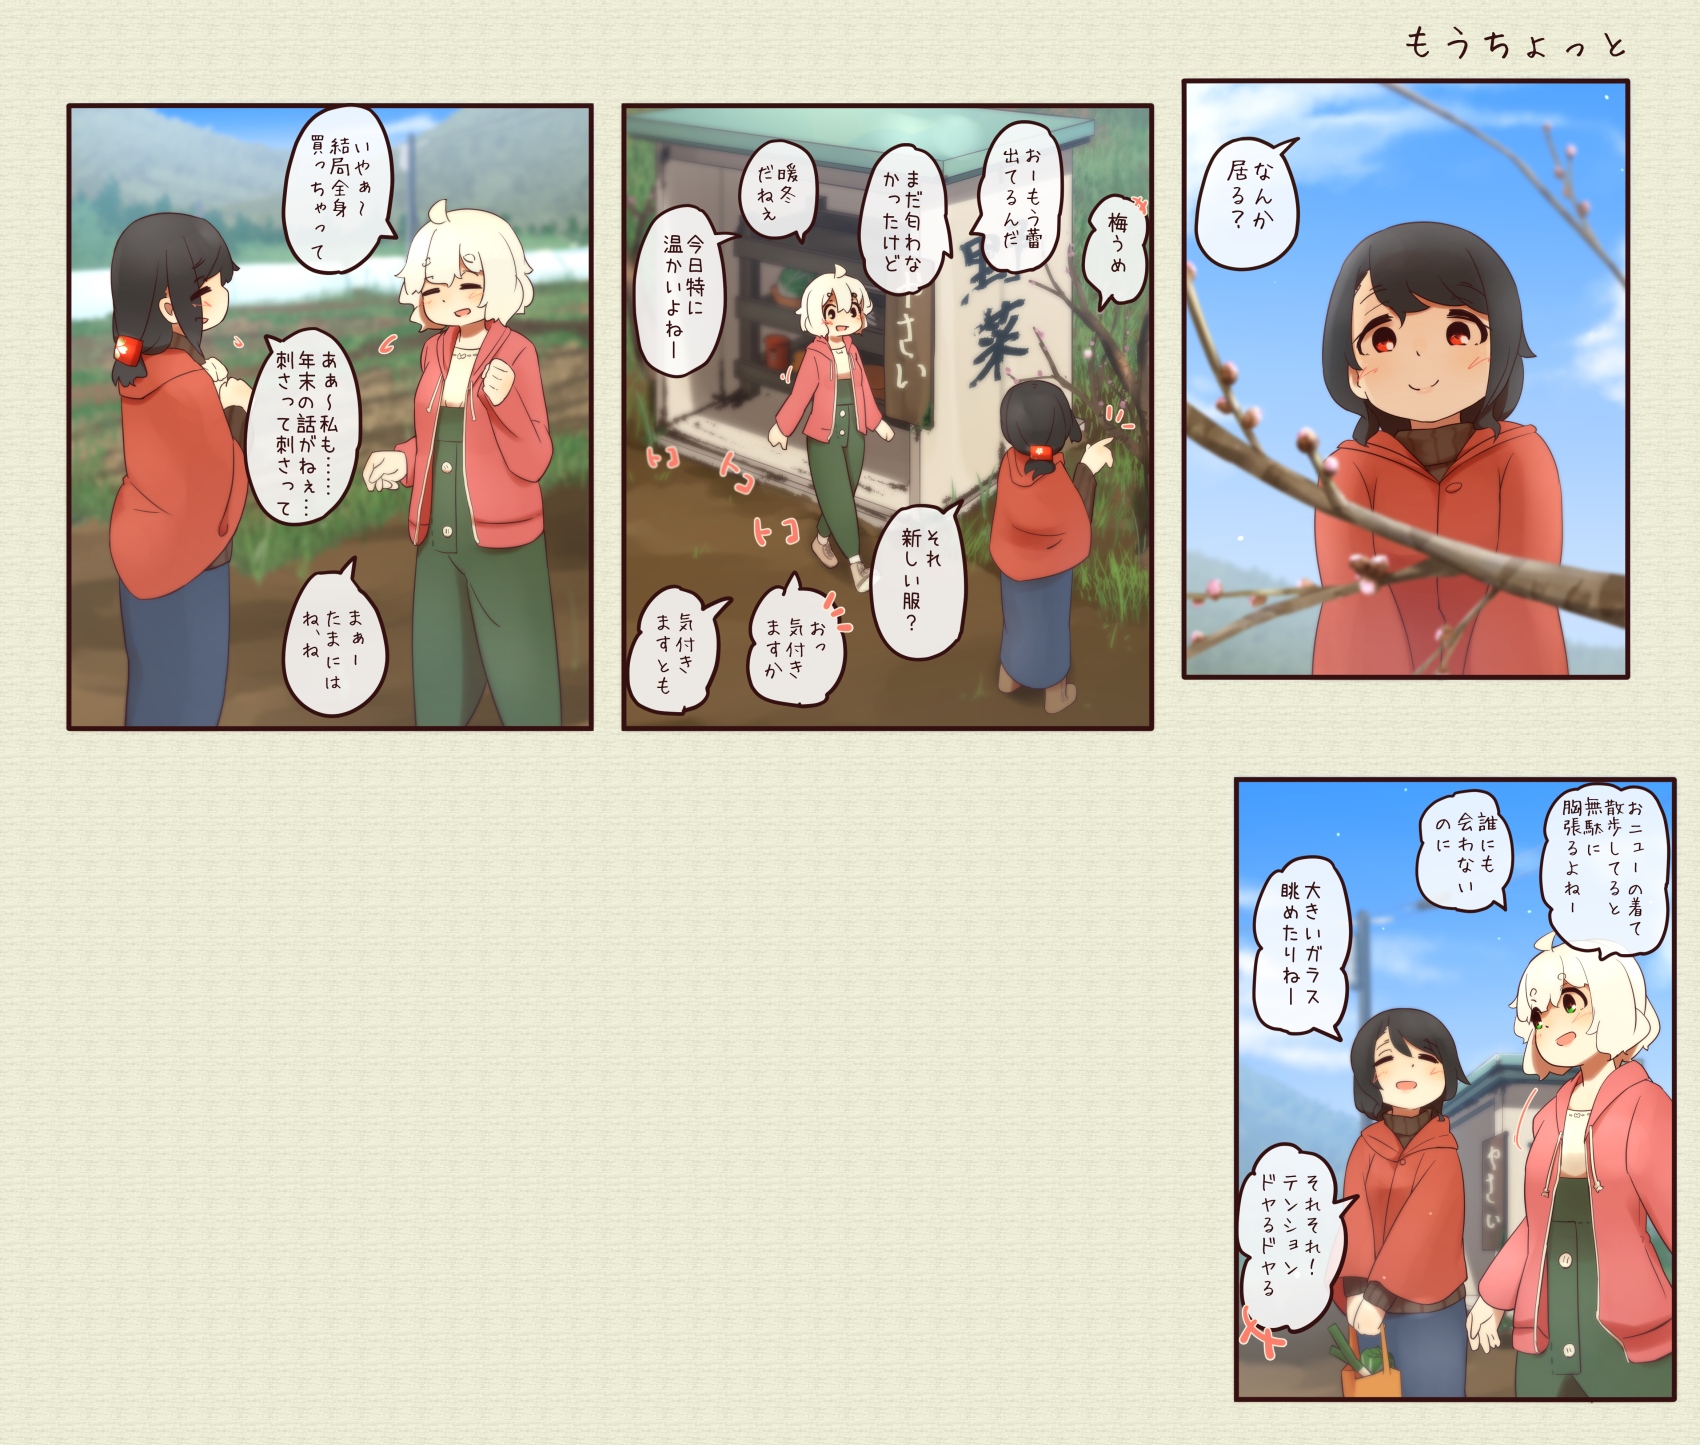 もうちょっと
なんか
居る?
梅うめ
おーもう蕾
出てるんだ
まだ匂わな
かったけど
暖冬
だねぇ
今日特に
温かいよねー
野菜
さい
トコ
トコ
トコ
それ
新しい服?
おっ
気付き
ますか
気付き
ますとも
いやぁ~
結局全身
買っちゃって
ああ~私も……
年末の話がねぇ…
刺さって刺さって
まぁー
たまには
ね、ね
おニューの着て
散歩してると
無駄に
胸張るよねー
誰にも
会わない
のに
大きいガラス
眺めたりねー
やさい
それそれ!
テンション
ドヤるドヤる